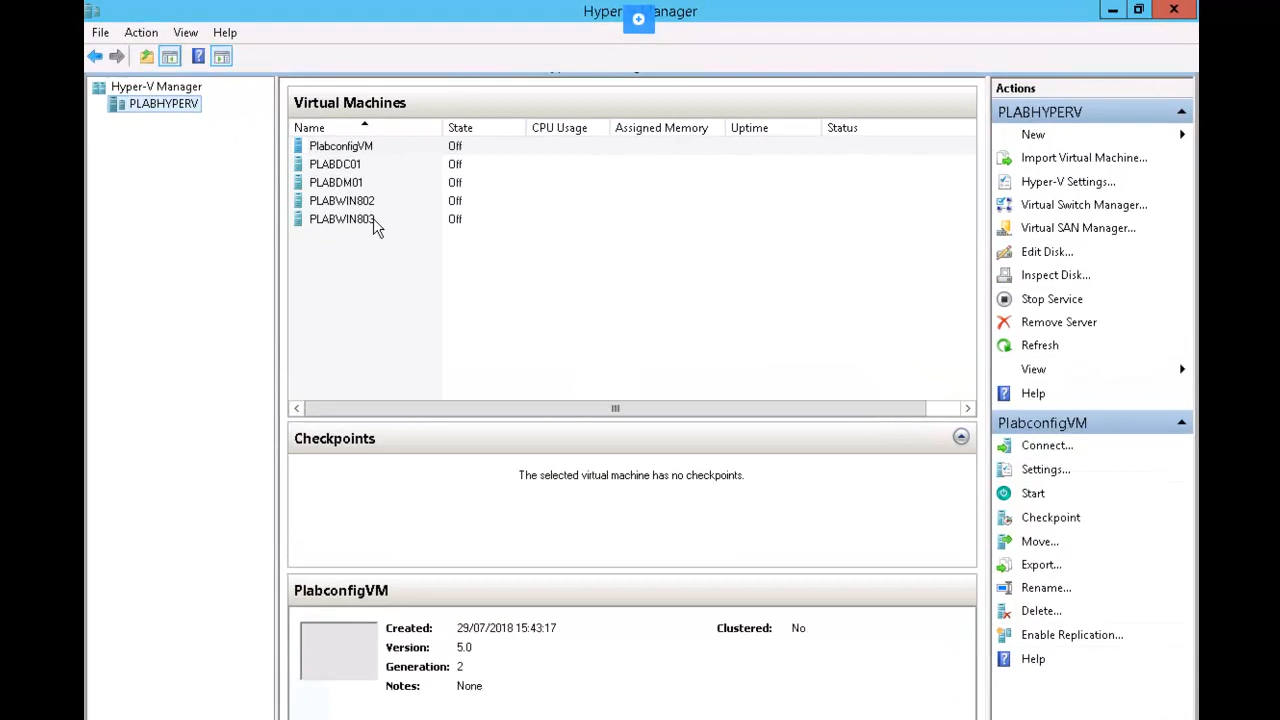 Hyper-V Manager
File Action View Help
Hyper-V Manager
PLABHYPERV
Virtual Machines
Name State CPU Usage Assigned Memory Uptime Status
PlabconfigVM Off
PLABDC01 Off
PLABDM01 Off
PLABWIN802 Off
PLABWIN803 Off
Checkpoints
The selected virtual machine has no checkpoints.
PlabconfigVM
Created: 29/07/2018 15:43:17 Clustered: No
Version: 5.0
Generation: 2
Notes: None
Actions
PLABHYPERV
New
Import Virtual Machine...
Hyper-V Settings...
Virtual Switch Manager...
Virtual SAN Manager...
Edit Disk...
Inspect Disk...
Stop Service
Remove Server
Refresh
View
Help
PlabconfigVM
Connect...
Settings...
Start
Checkpoint
Move...
Export...
Rename...
Delete...
Enable Replication...
Help